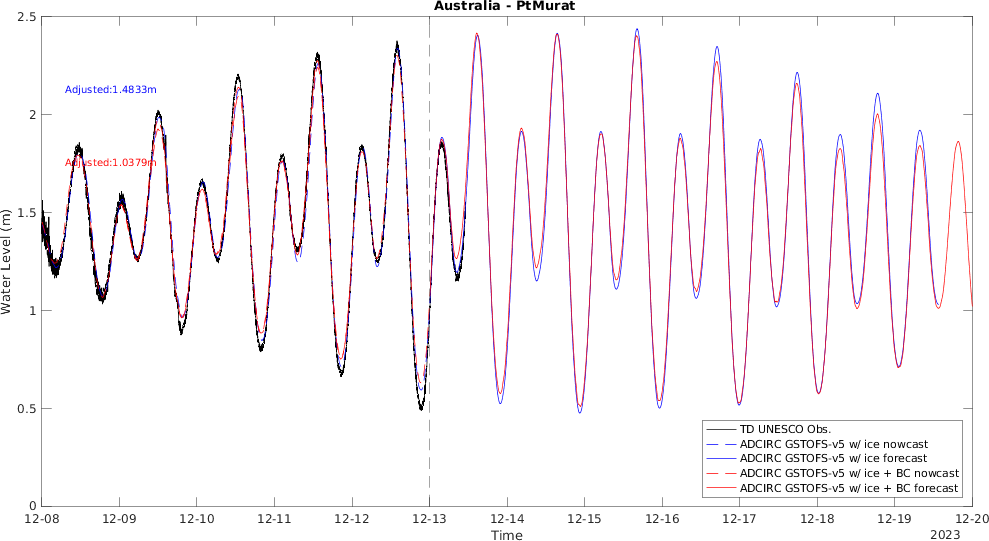 Australia - PtMurat
2.5
2
1.5
1
0.5
0
Water Level (m)
Adjusted:1.4833m
Adjusted:1.0379m
TD UNESCO Obs.
ADCIRC GSTOFS-v5 w/ ice nowcast
ADCIRC GSTOFS-v5 w/ ice forecast
ADCIRC GSTOFS-v5 w/ ice + BC nowcast
ADCIRC GSTOFS-v5 w/ ice + BC forecast
12-08 12-09 12-10 12-11 12-12 12-13 12-14 12-15 12-16 12-17 12-18 12-19 12-20
Time
2023